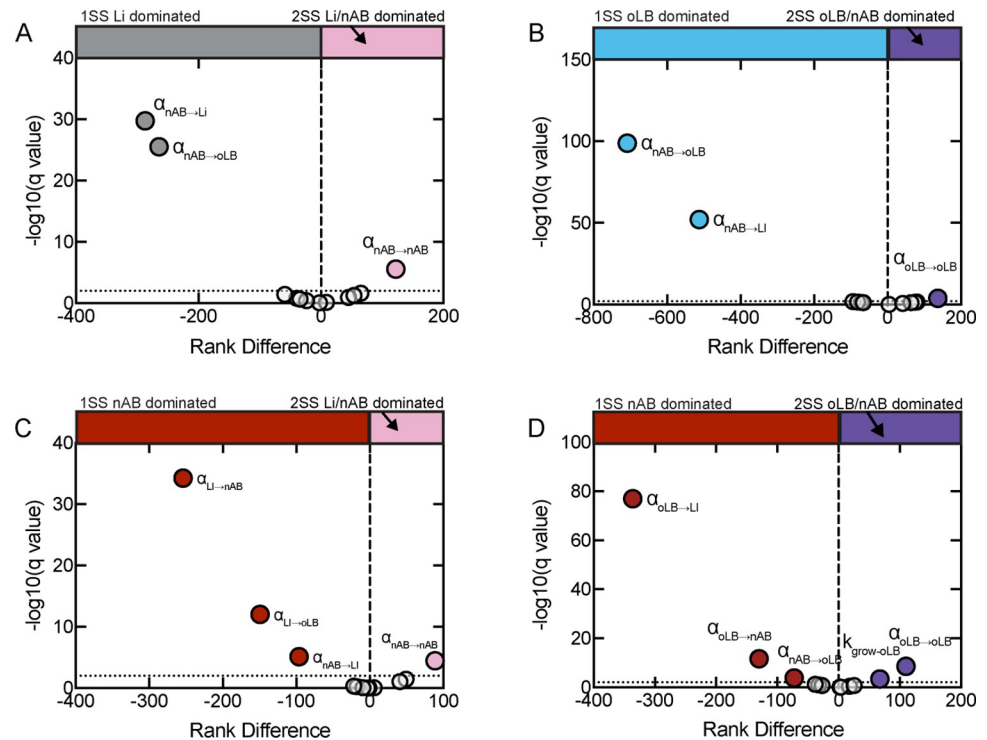 A
1SS Li dominated
2SS Li/nAB dominated
40
30
20
10
0
-log10(q value)
αnAB→Li
αnAB→oLB
αnAB→nAB
-400
-200
0
200
Rank Difference
B
1SS oLB dominated
2SS oLB/nAB dominated
150
100
50
0
-log10(q value)
αnAB→oLB
αnAB→LI
αoLB→oLB
-800
-600
-400
-200
0
200
Rank Difference
C
1SS nAB dominated
2SS Li/nAB dominated
40
30
20
10
0
-log10(q value)
αLI→nAB
αLI→oLB
αnAB→LI
αnAB→nAB
-400
-300
-200
-100
0
100
Rank Difference
D
1SS nAB dominated
2SS oLB/nAB dominated
100
80
60
40
20
0
-log10(q value)
αoLB→LI
αoLB→nAB
αnAB→oLB
kgrow-oLB
αoLB→oLB
-400
-300
-200
-100
0
100
200
Rank Difference